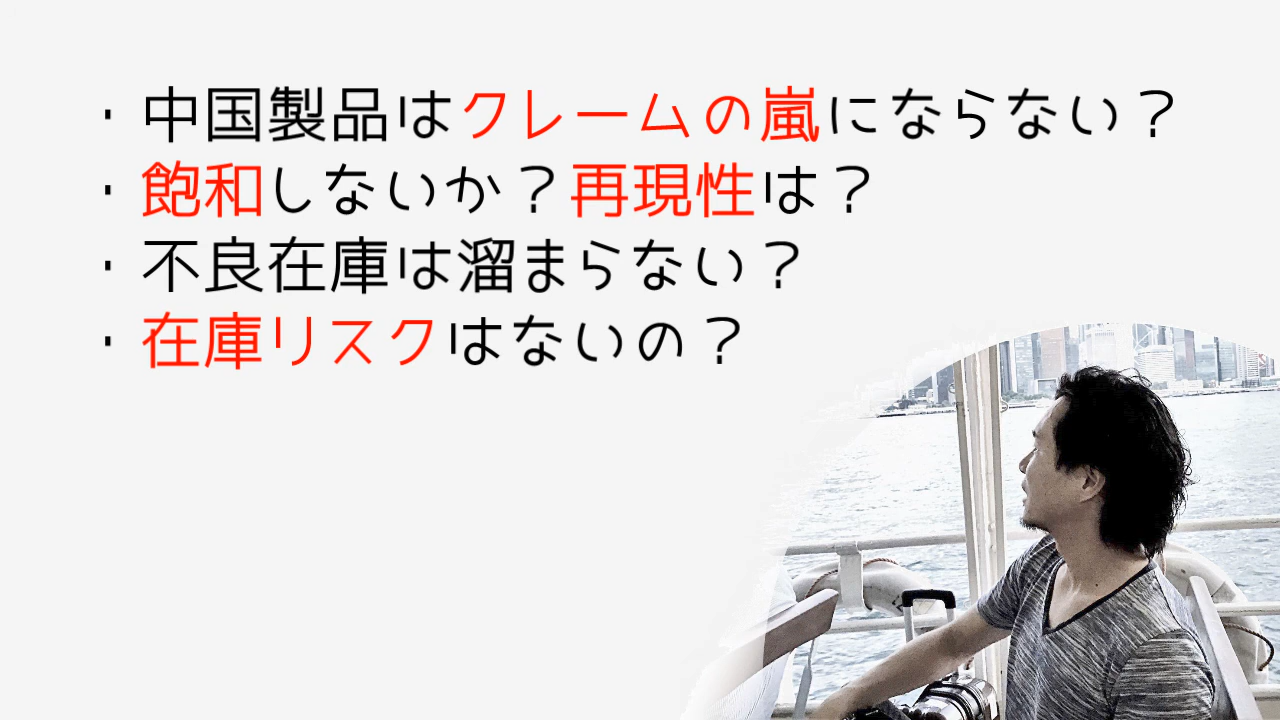 ・中国製品はクレームの嵐にならない？
・飽和しないか？再現性は？
・不良在庫は溜まらない？
・在庫リスクはないの？